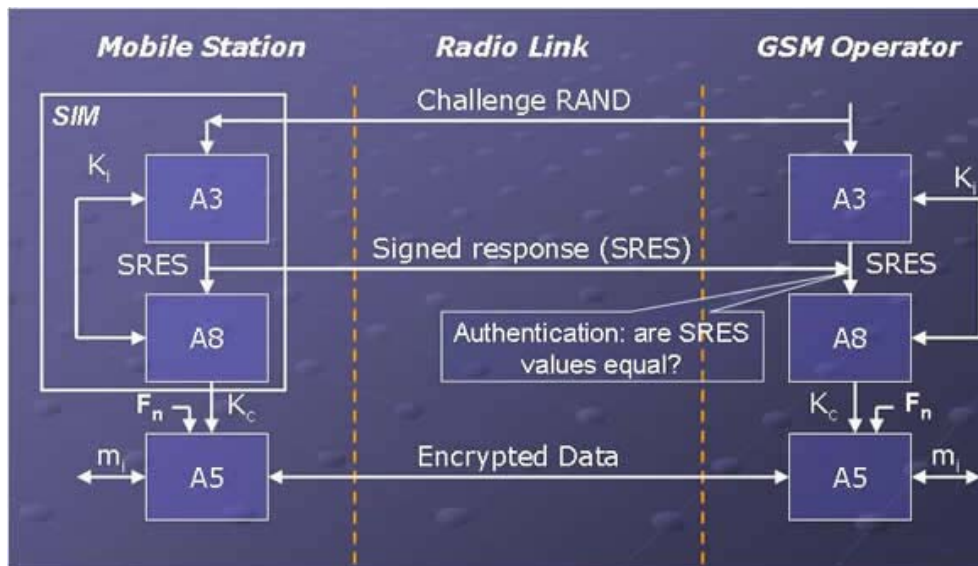 Mobile Station Radio Link GSM Operator
Challenge RAND
SIM
Ki Ki
A3 A3
SRES Signed response (SRES) SRES
A8 Authentication: are SRES A8
values equal?
Fn Kc Kc Fn
mi A5 Encrypted Data A5 mi